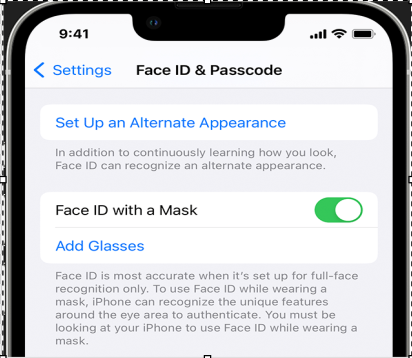 9:41
Settings
Face ID & Passcode
Set Up an Alternate Appearance
In addition to continuously learning how you look,
Face ID can recognize an alternate appearance.
Face ID with a Mask
Add Glasses
Face ID is most accurate when it's set up for full-face
recognition only. To use Face ID while wearing a
mask, iPhone can recognize the unique features
around the eye area to authenticate. You must be
looking at your iPhone to use Face ID while wearing a
mask.